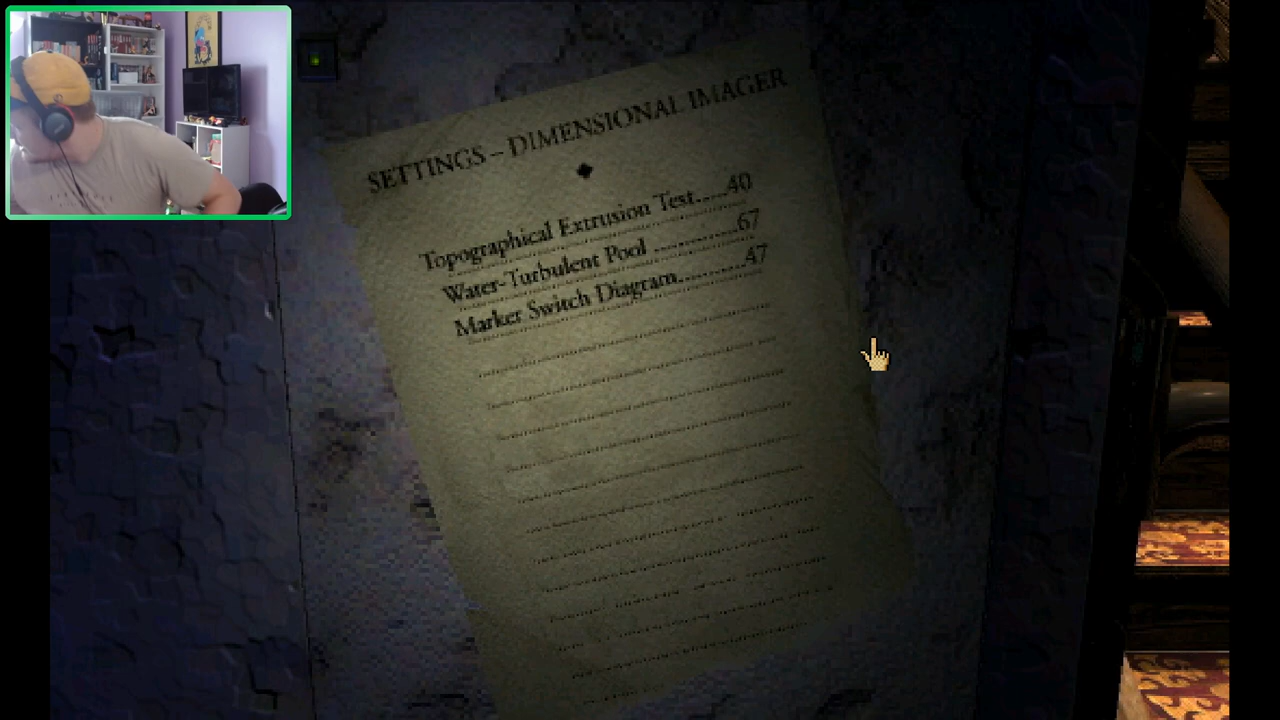 SETTINGS – DIMENSIONAL IMAGER
Topographical Extrusion Test.....40
Water-Turbulent Pool .............67
Marker Switch Diagram...........47